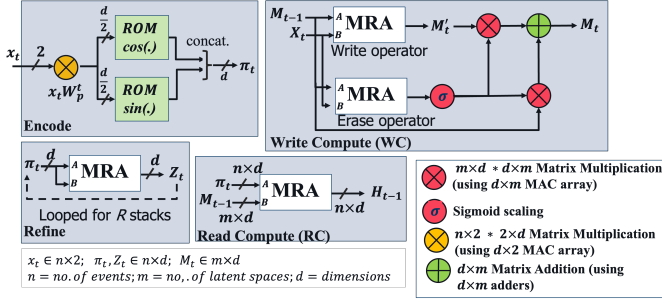 x_t
2
x_t W_p^t
d/2
ROM
cos(.)
d/2
ROM
sin(.)
concat.
d
π_t
Encode
M_{t-1}
X_t
A
B
MRA
M'_t
Write operator
M_t
A
B
MRA
σ
Erase operator
Write Compute (WC)
π_t
d
A
B
MRA
d
Z_t
Looped for R stacks
Refine
n×d
π_t
M_{t-1}
m×d
A
B
MRA
n×d
H_{t-1}
Read Compute (RC)
m×d * d×m Matrix Multiplication
(using d×m MAC array)
σ
Sigmoid scaling
n×2 * 2×d Matrix Multiplication
(using d×2 MAC array)
d×m Matrix Addition (using
d×m adders)
x_t ∈ n×2; π_t, Z_t ∈ n×d; M_t ∈ m×d
n = no. of events; m = no, . of latent spaces; d = dimensions